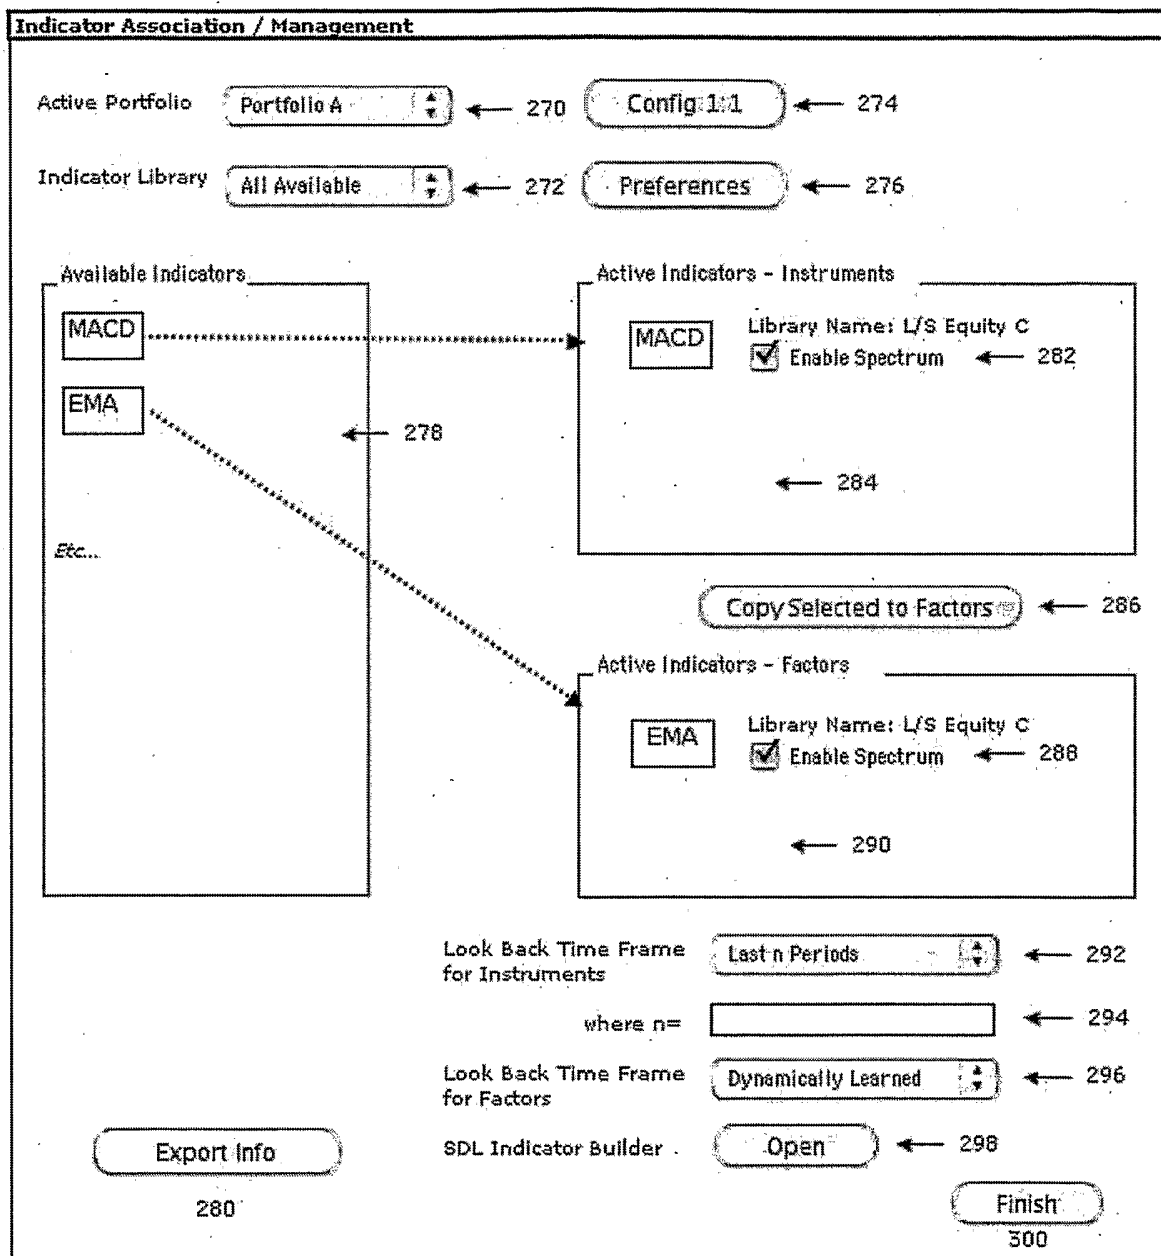 Indicator Association / Management
Active Portfolio Portfolio A 270 Config 1:1 274
Indicator Library All Available 272 Preferences 276
Available Indicators
MACD
EMA
278
Etc...
Active Indicators - Instruments
MACD Library Name: L/S Equity C
Enable Spectrum 282
284
Copy Selected to Factors 286
Active Indicators - Factors
EMA Library Name: L/S Equity C
Enable Spectrum 288
290
Look Back Time Frame
for Instruments
Last n Periods 292
where n= 294
Look Back Time Frame
for Factors
Dynamically Learned 296
SDL Indicator Builder Open 298
Export Info
280
Finish
300